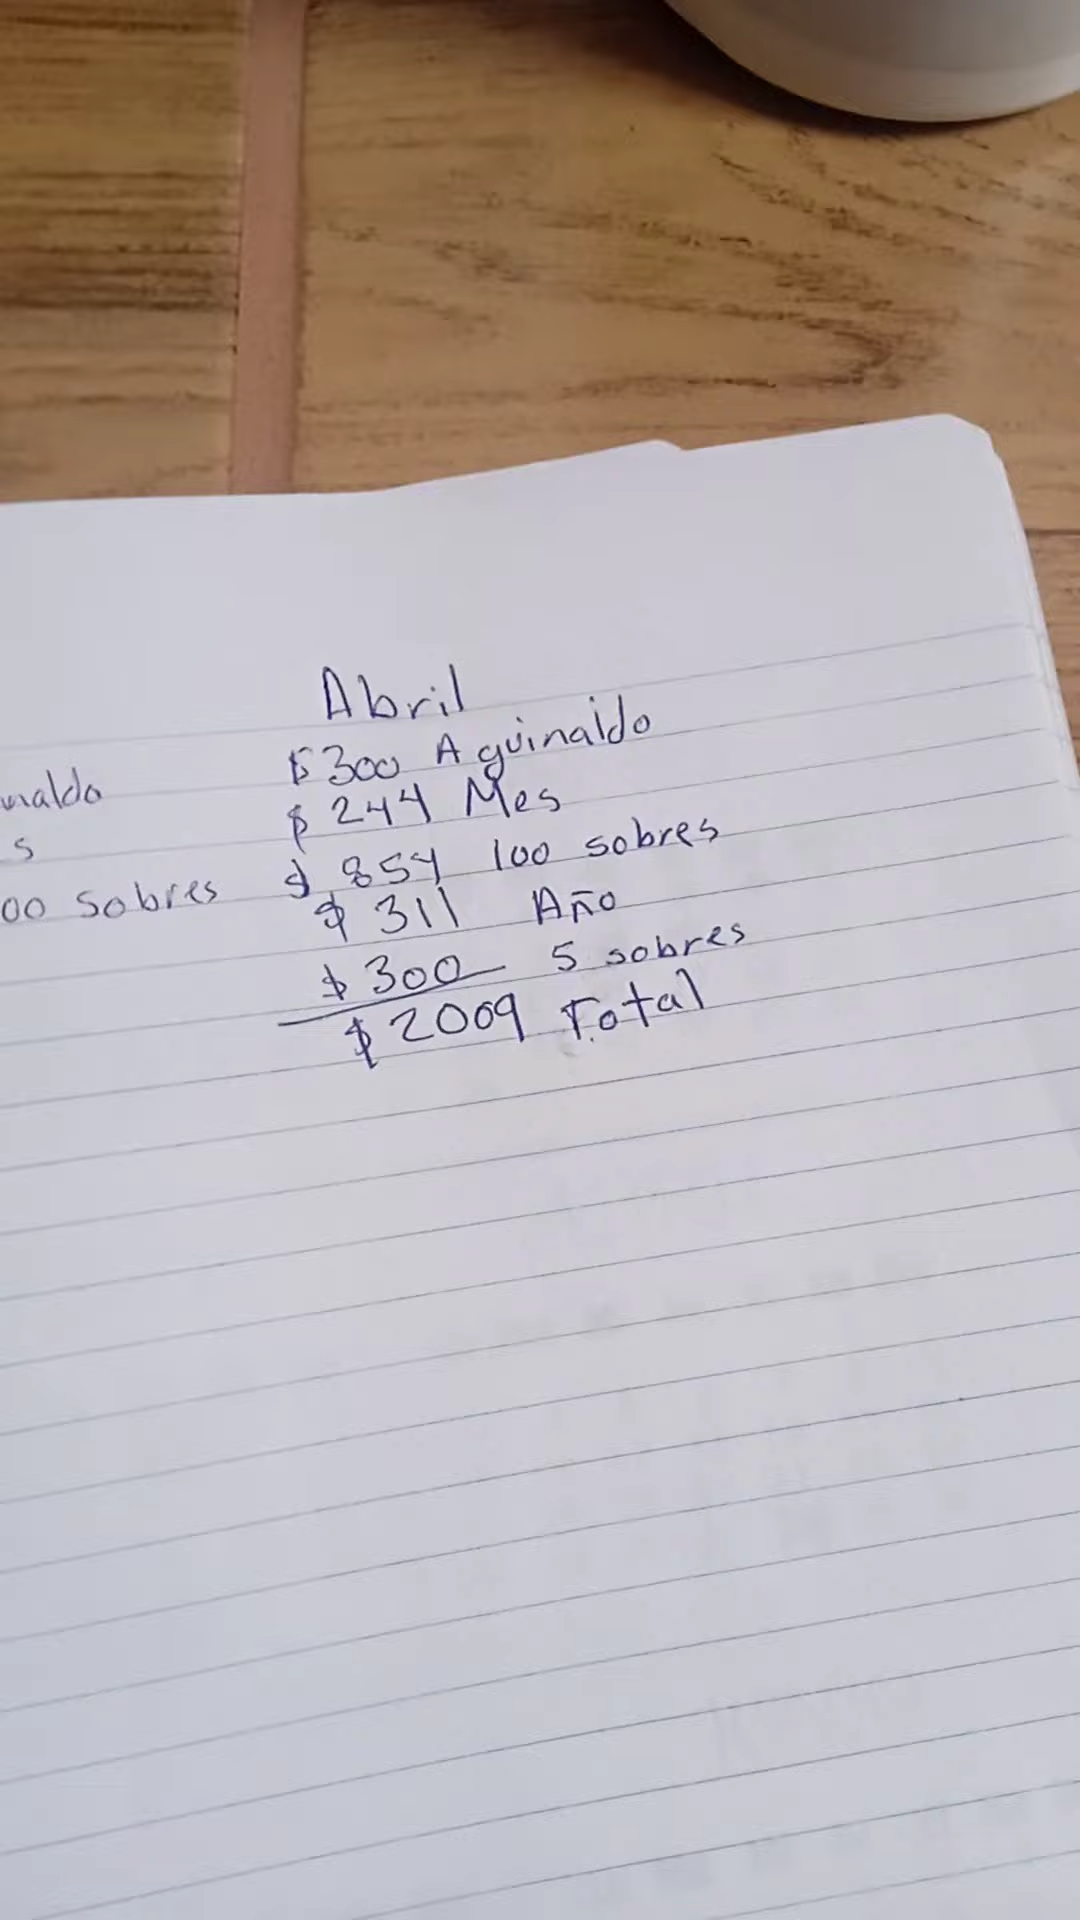 Abril
$300 Aguinaldo
$244 Mes
$854 100 sobres
$311 Año
$300 5 sobres
$2009 Total
naldo
s
00 Sobres